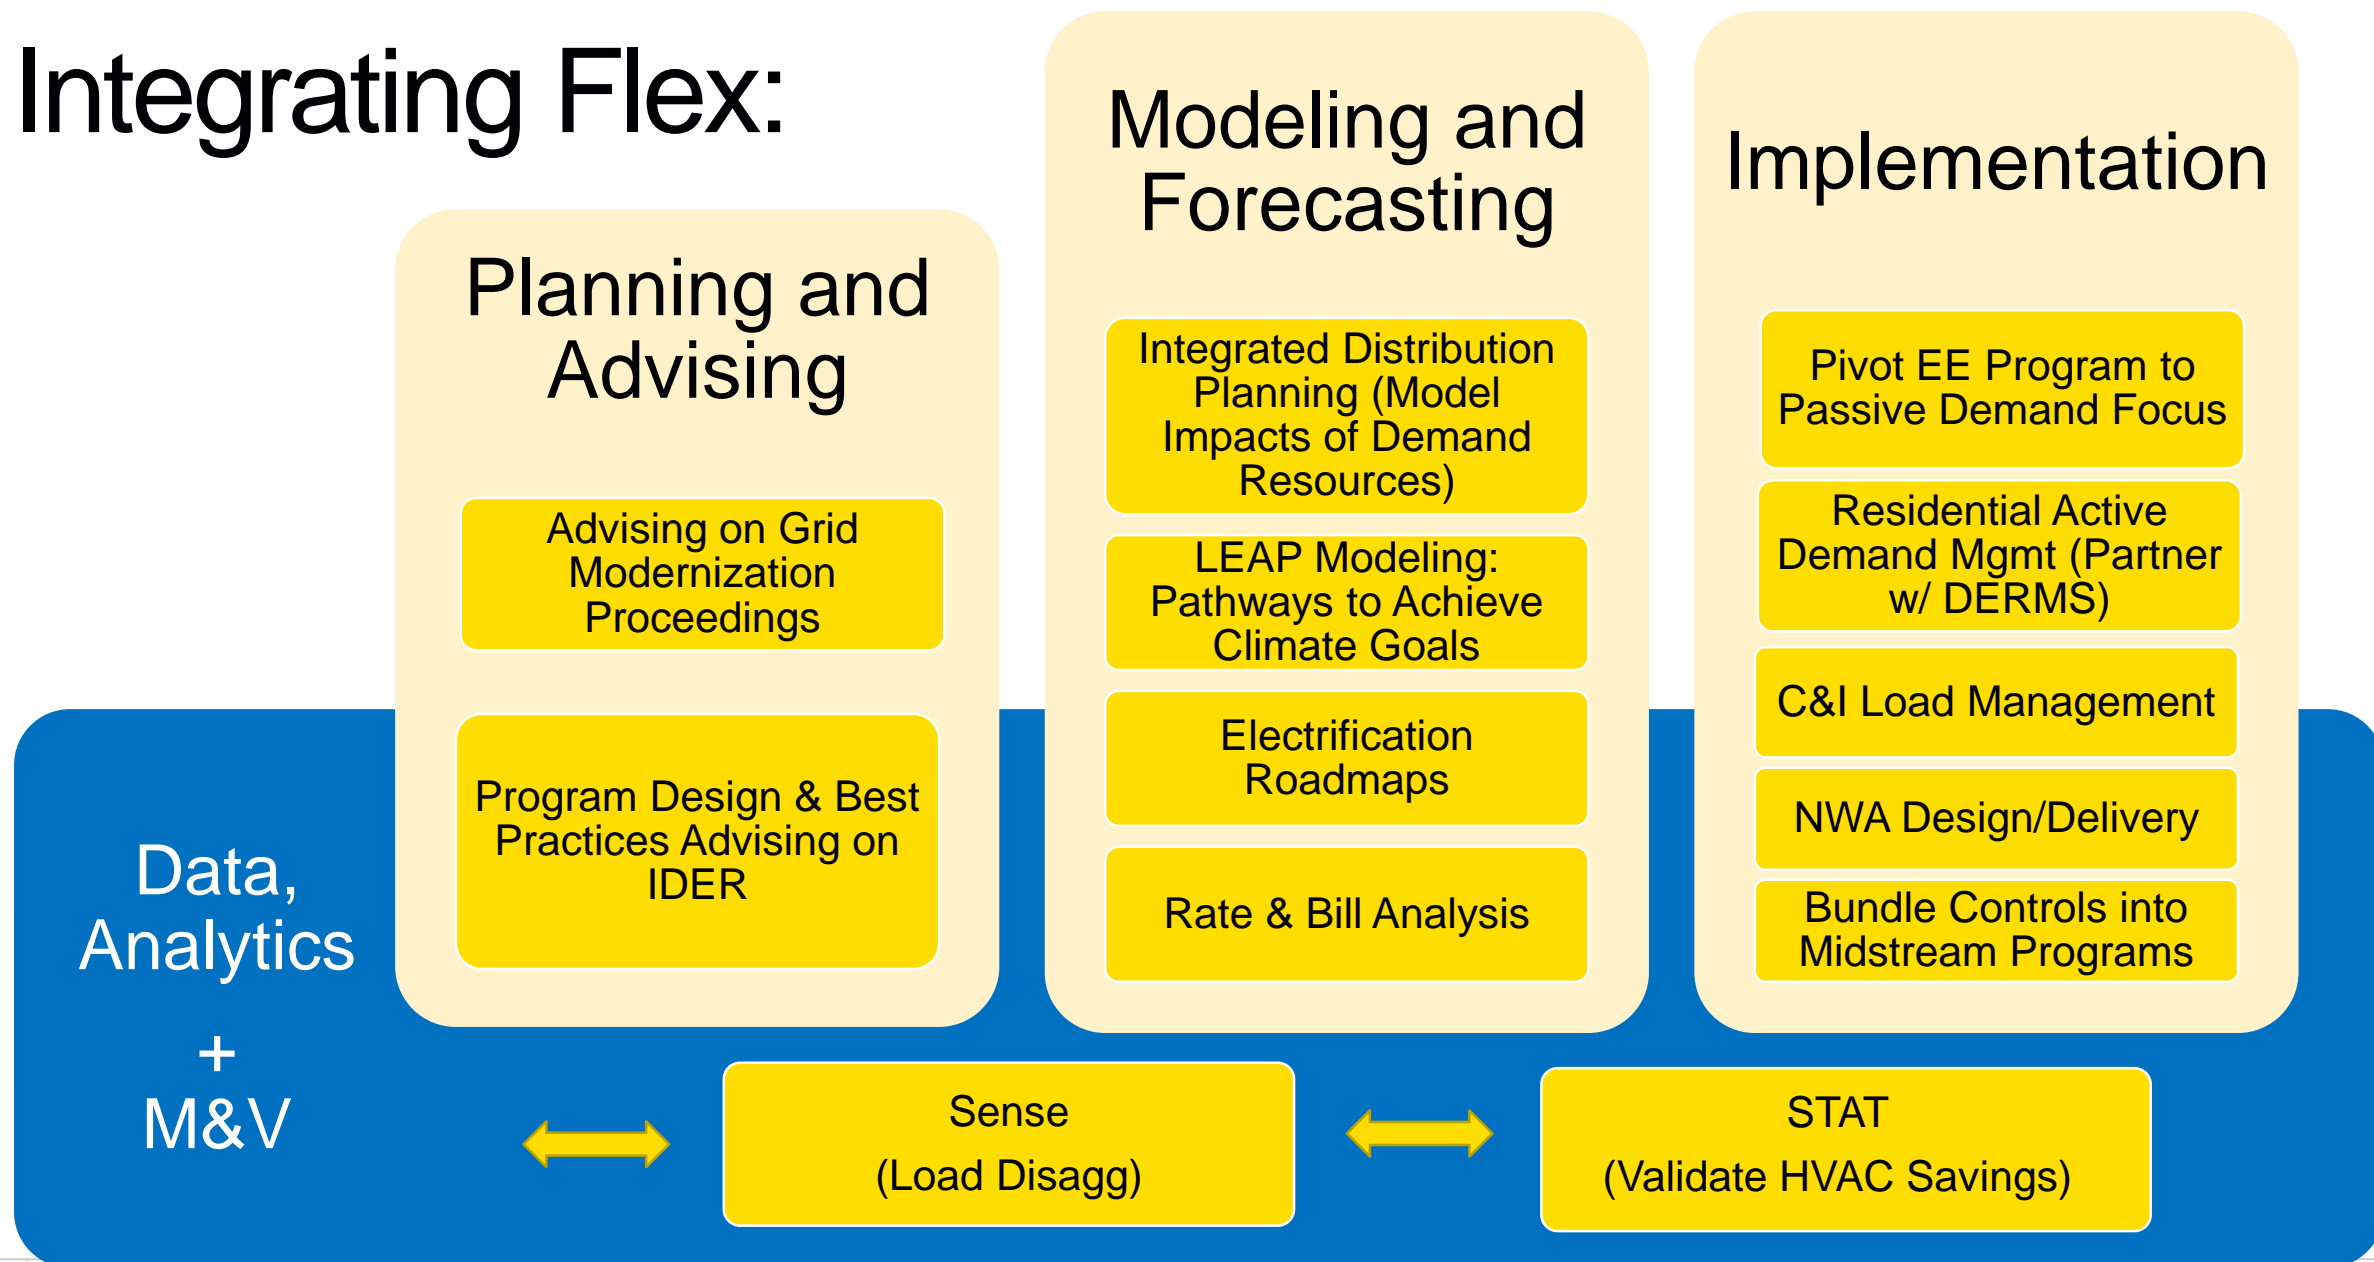 Integrating Flex:
Planning and
Advising
Advising on Grid
Modernization
Proceedings
Program Design & Best
Practices Advising on
IDER
Modeling and
Forecasting
Integrated Distribution
Planning (Model
Impacts of Demand
Resources)
LEAP Modeling:
Pathways to Achieve
Climate Goals
Electrification
Roadmaps
Rate & Bill Analysis
Implementation
Pivot EE Program to
Passive Demand Focus
Residential Active
Demand Mgmt (Partner
w/ DERMS)
C&I Load Management
NWA Design/Delivery
Bundle Controls into
Midstream Programs
Data,
Analytics
+
M&V
Sense
(Load Disagg)
STAT
(Validate HVAC Savings)